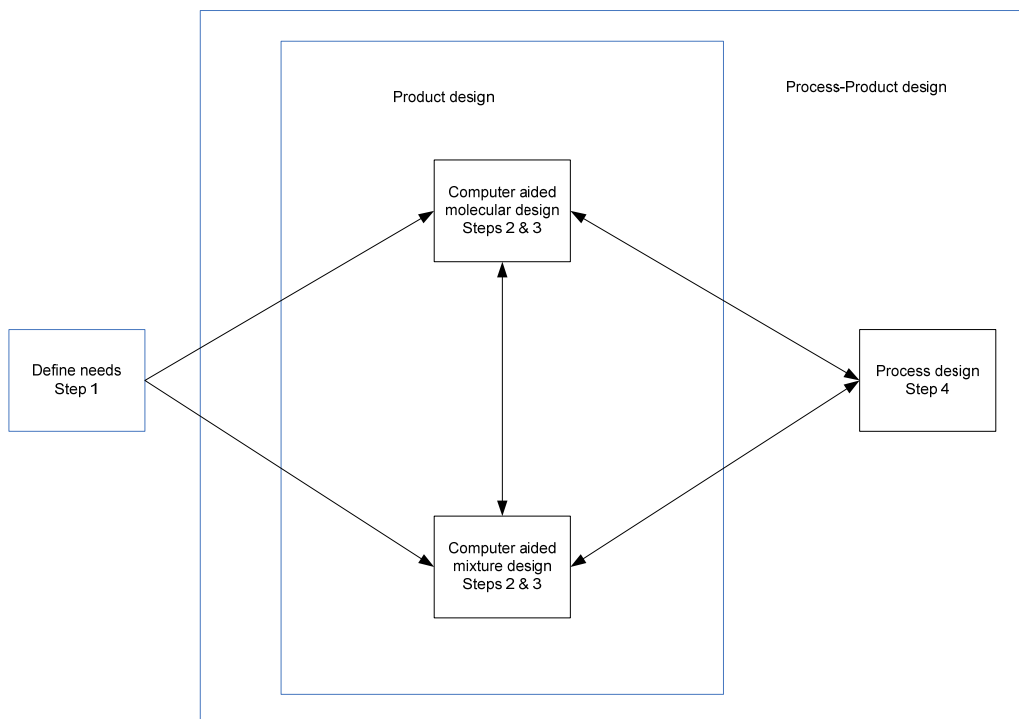 Process-Product design
Product design
Computer aided
molecular design
Steps 2 & 3
Define needs
Step 1
Process design
Step 4
Computer aided
mixture design
Steps 2 & 3